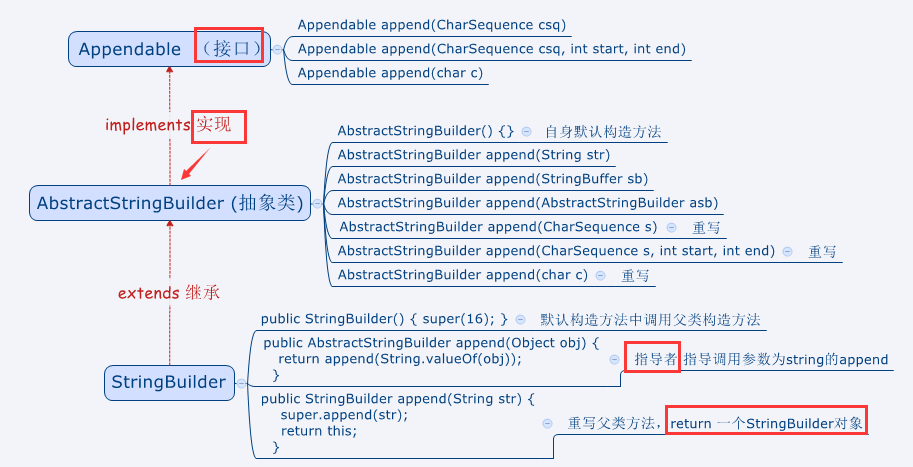 Appendable （接口）
Appendable append(CharSequence csq)
Appendable append(CharSequence csq, int start, int end)
Appendable append(char c)
implements 实现
AbstractStringBuilder (抽象类)
AbstractStringBuilder() {} 自身默认构造方法
AbstractStringBuilder append(String str)
AbstractStringBuilder append(StringBuffer sb)
AbstractStringBuilder append(AbstractStringBuilder asb)
AbstractStringBuilder append(CharSequence s) 重写
AbstractStringBuilder append(CharSequence s, int start, int end) 重写
AbstractStringBuilder append(char c) 重写
extends 继承
StringBuilder
public StringBuilder() { super(16); } 默认构造方法中调用父类构造方法
public AbstractStringBuilder append(Object obj) {
return append(String.valueOf(obj));
}
指导者 指导调用参数为string的append
public StringBuilder append(String str) {
super.append(str);
return this;
}
重写父类方法，return 一个StringBuilder对象